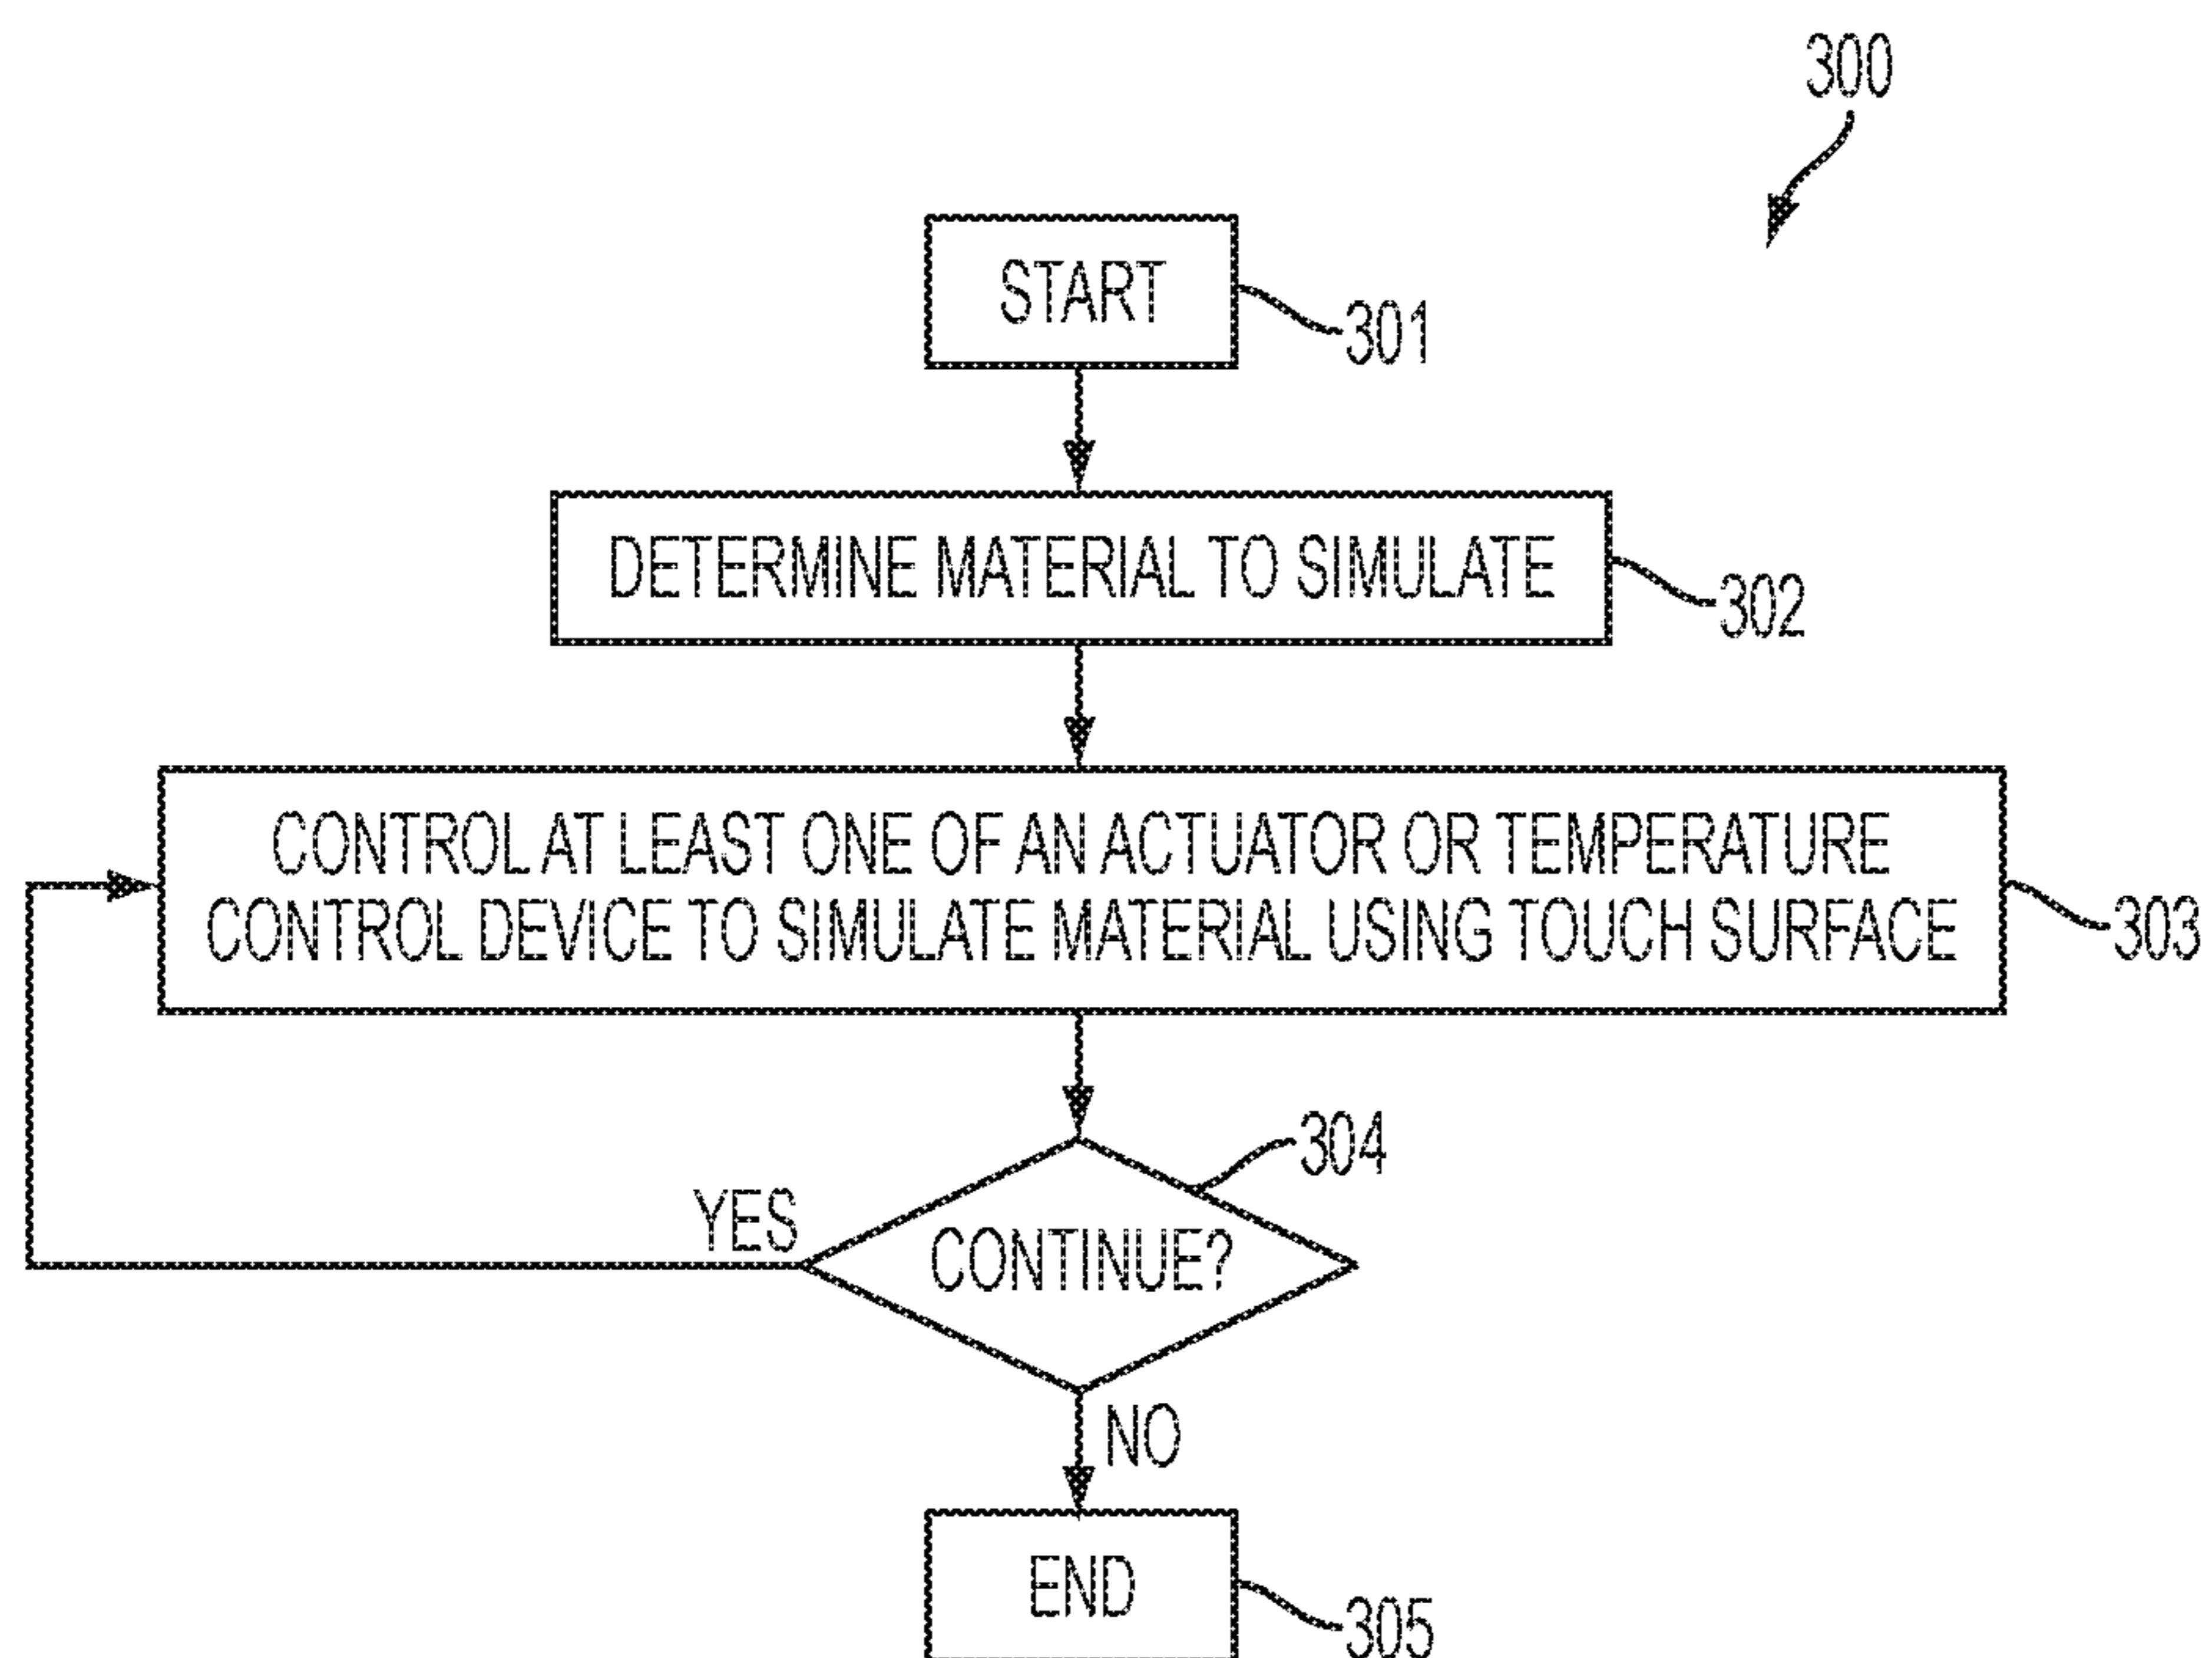 300
START
301
DETERMINE MATERIAL TO SIMULATE
302
CONTROL AT LEAST ONE OF AN ACTUATOR OR TEMPERATURE
CONTROL DEVICE TO SIMULATE MATERIAL USING TOUCH SURFACE
303
304
YES
CONTINUE?
NO
END
305